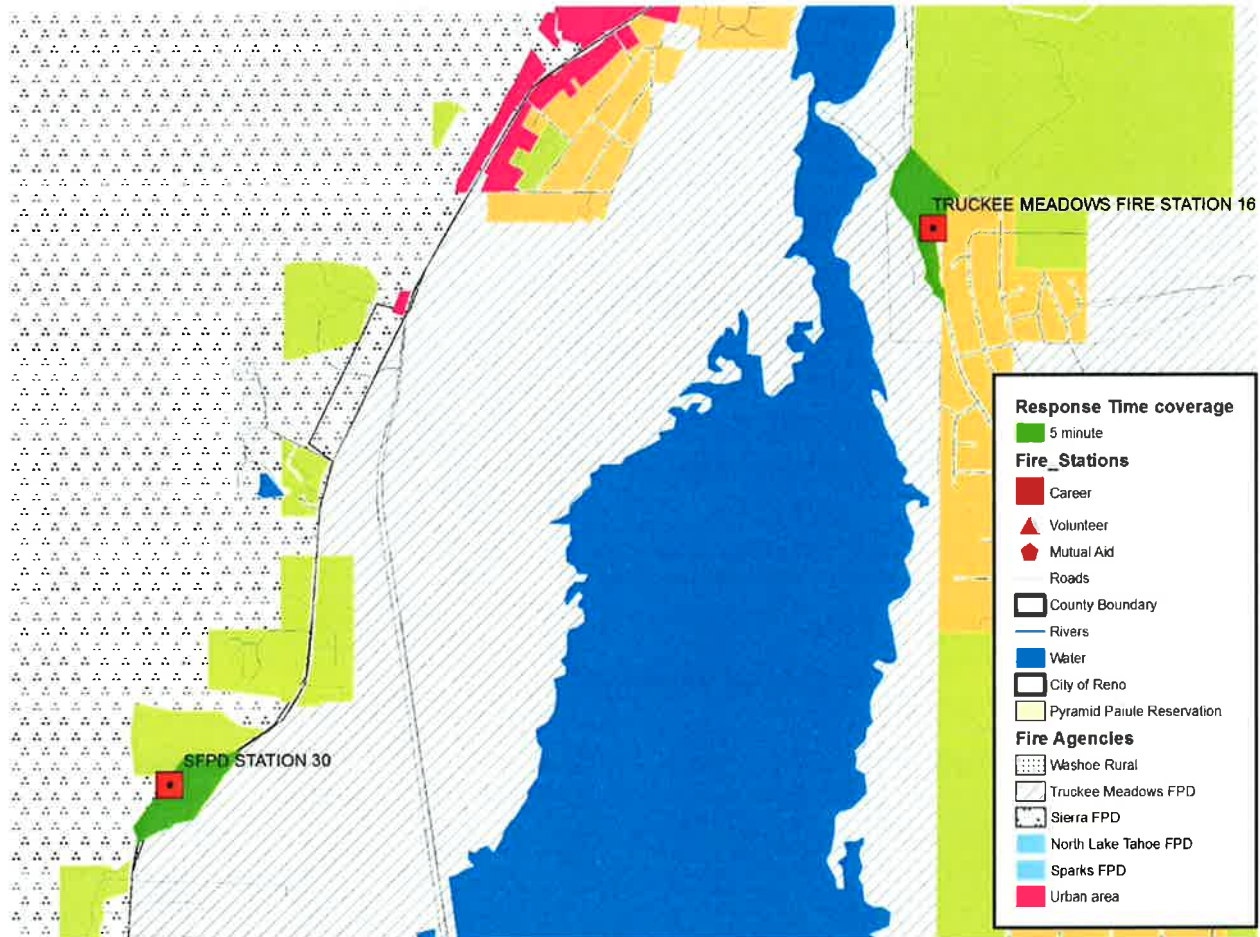 TRUCKEE MEADOWS FIRE STATION 16
SFPD STATION 30
Response Time coverage
5 minute
Fire_Stations
Career
Volunteer
Mutual Aid
Roads
County Boundary
Rivers
Water
City of Reno
Pyramid Paiute Reservation
Fire Agencies
Washoe Rural
Truckee Meadows FPD
Sierra FPD
North Lake Tahoe FPD
Sparks FPD
Urban area